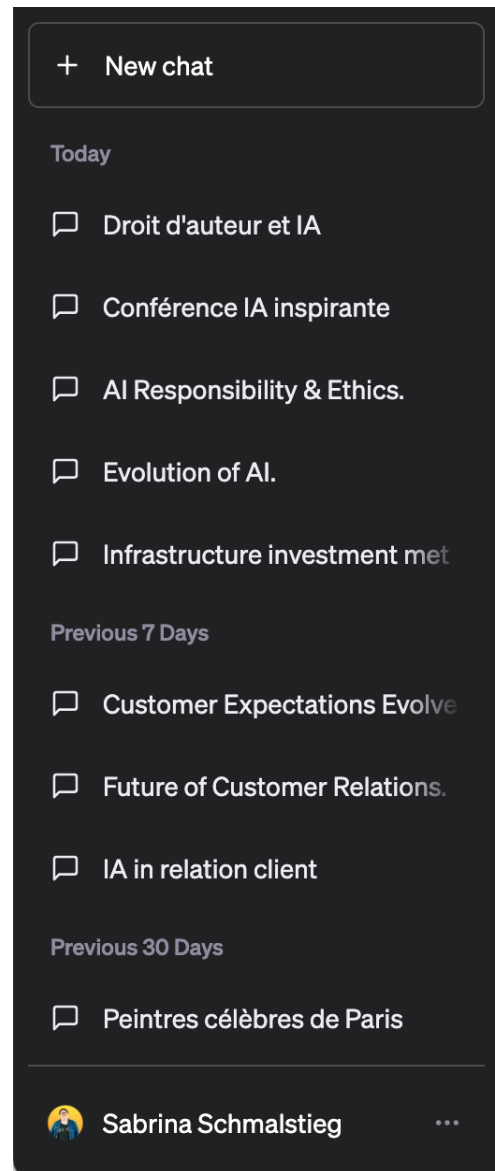 New chat
Today
Droit d'auteur et IA
Conférence IA inspirante
AI Responsibility & Ethics.
Evolution of AI.
Infrastructure investment met
Previous 7 Days
Customer Expectations Evolve
Future of Customer Relations.
IA in relation client
Previous 30 Days
Peintres célèbres de Paris
Sabrina Schmalstieg